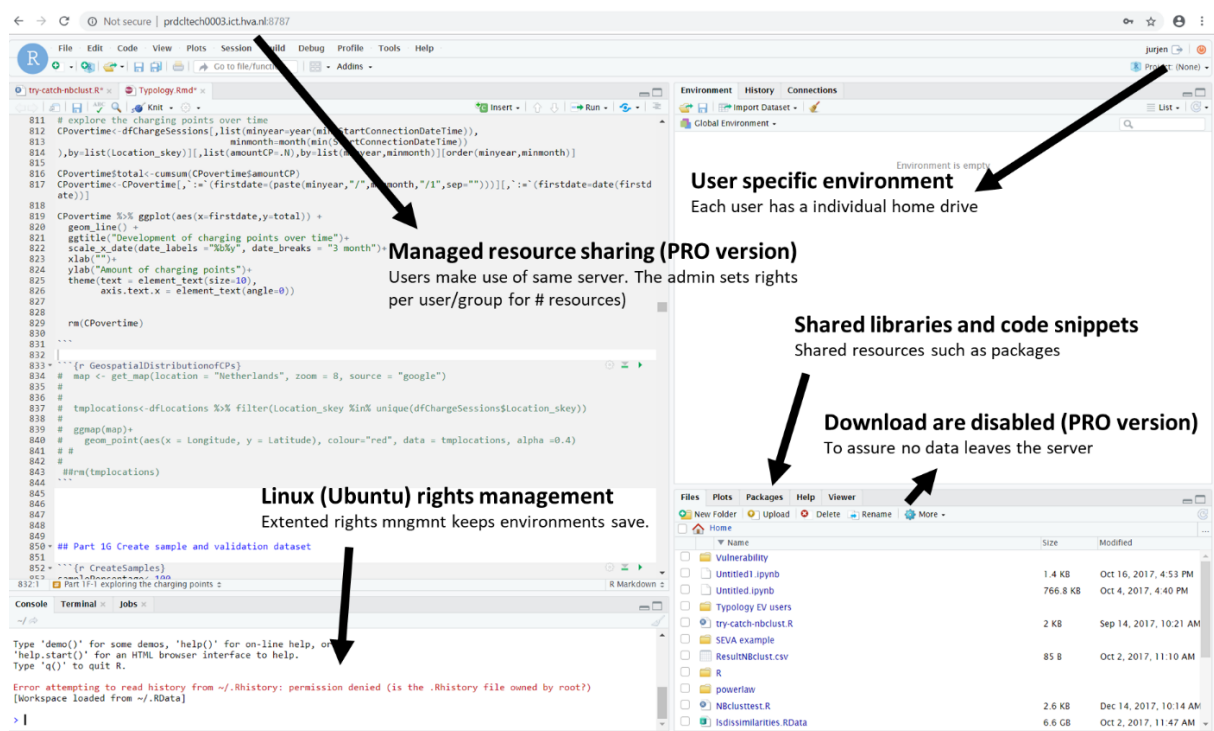 Not secure | prdcltech0003.ict.hva.nl:8787
File Edit Code View Plots Session Build Debug Profile Tools Help
jurjen
Go to file/function
Addins
Project: (None)
try-catch-nbclust.R* × Typology.Rmd* ×
Knit
Insert Run
811 # explore the charging points over time
812 CPovertime<-dfChargeSessions[,list(minyear=year(min(StartConnectionDateTime)),
813 minmonth=month(min(StartConnectionDateTime))
814 ),by=list(Location_skey)][,list(amountCP=.N),by=list(minyear,minmonth)][order(minyear,minmonth)]
815
816 CPovertime$total<-cumsum(CPovertime$amountCP)
817 CPovertime<-CPovertime[,`:=`(firstdate=(paste(minyear,"/",minmonth,"/1",sep="")))][,`:=`(firstdate=date(firstd
ate))]
818
819 CPovertime %>% ggplot(aes(x=firstdate,y=total)) +
820 geom_line() +
821 ggtitle("Development of charging points over time")+
822 scale_x_date(date_labels ="%b%y", date_breaks = "3 month")+
823 xlab("")+
824 ylab("Amount of charging points")+
825 theme(text = element_text(size=10),
826 axis.text.x = element_text(angle=0))
827
828
829 rm(CPovertime)
830
831 ```
832
833 ```{r GeospatialDistributionofCPs}
834 # map <- get_map(location = "Netherlands", zoom = 8, source = "google")
835 #
836 #
837 # tmplocations<-dfLocations %>% filter(Location_skey %in% unique(dfChargeSessions$Location_skey))
838 #
839 # ggmap(map)+
840 # geom_point(aes(x = Longitude, y = Latitude), colour="red", data = tmplocations, alpha =0.4)
841 # #
842 #
843 ##rm(tmplocations)
844 ```
845
846
847
848
849
850 ## Part 1G Create sample and validation dataset
851
852 ```{r CreateSamples}
853 samplePercentage<-100
832:1 Part 1F-1 exploring the charging points R Markdown
Managed resource sharing (PRO version)
Users make use of same server. The admin sets rights
per user/group for # resources)
Linux (Ubuntu) rights management
Extented rights mngmnt keeps environments save.
Console Terminal × Jobs ×
~/
Type 'demo()' for some demos, 'help()' for on-line help, or
'help.start()' for an HTML browser interface to help.
Type 'q()' to quit R.
Error attempting to read history from ~/.Rhistory: permission denied (is the .Rhistory file owned by root?)
[Workspace loaded from ~/.RData]
>
Environment History Connections
Import Dataset List
Global Environment
Environment is empty
User specific environment
Each user has a individual home drive
Shared libraries and code snippets
Shared resources such as packages
Download are disabled (PRO version)
To assure no data leaves the server
Files Plots Packages Help Viewer
New Folder Upload Delete Rename More
Home
Name Size Modified
Vulnerability
Untitled1.ipynb 1.4 KB Oct 16, 2017, 4:53 PM
Untitled.ipynb 766.8 KB Oct 4, 2017, 4:40 PM
Typology EV users
try-catch-nbclust.R 2 KB Sep 14, 2017, 10:21 AM
SEVA example
ResultNBclust.csv 85 B Oct 2, 2017, 11:10 AM
R
powerlaw
NBclusttest.R 2.6 KB Dec 14, 2017, 10:14 AM
lsdissimilarities.RData 6.6 GB Oct 2, 2017, 11:47 AM